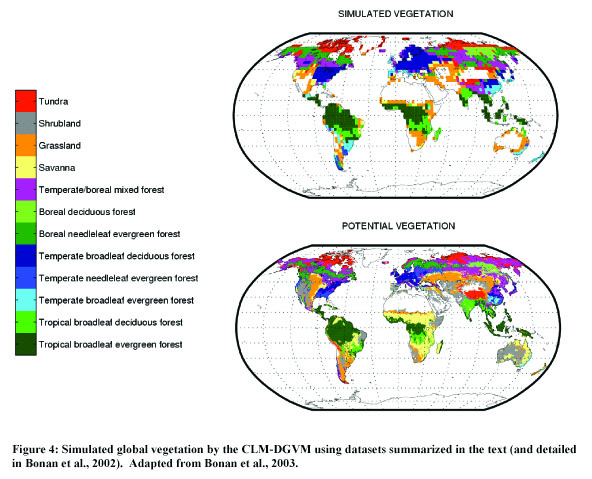 SIMULATED VEGETATION
Tundra
Shrubland
Grassland
Savanna
Temperate/boreal mixed forest
Boreal deciduous forest
Boreal needleleaf evergreen forest
Temperate broadleaf deciduous forest
Temperate needleleaf evergreen forest
Temperate broadleaf evergreen forest
Tropical broadleaf deciduous forest
Tropical broadleaf evergreen forest
POTENTIAL VEGETATION
Figure 4: Simulated global vegetation by the CLM-DGVM using datasets summarized in the text (and detailed
in Bonan et al., 2002).  Adapted from Bonan et al., 2003.